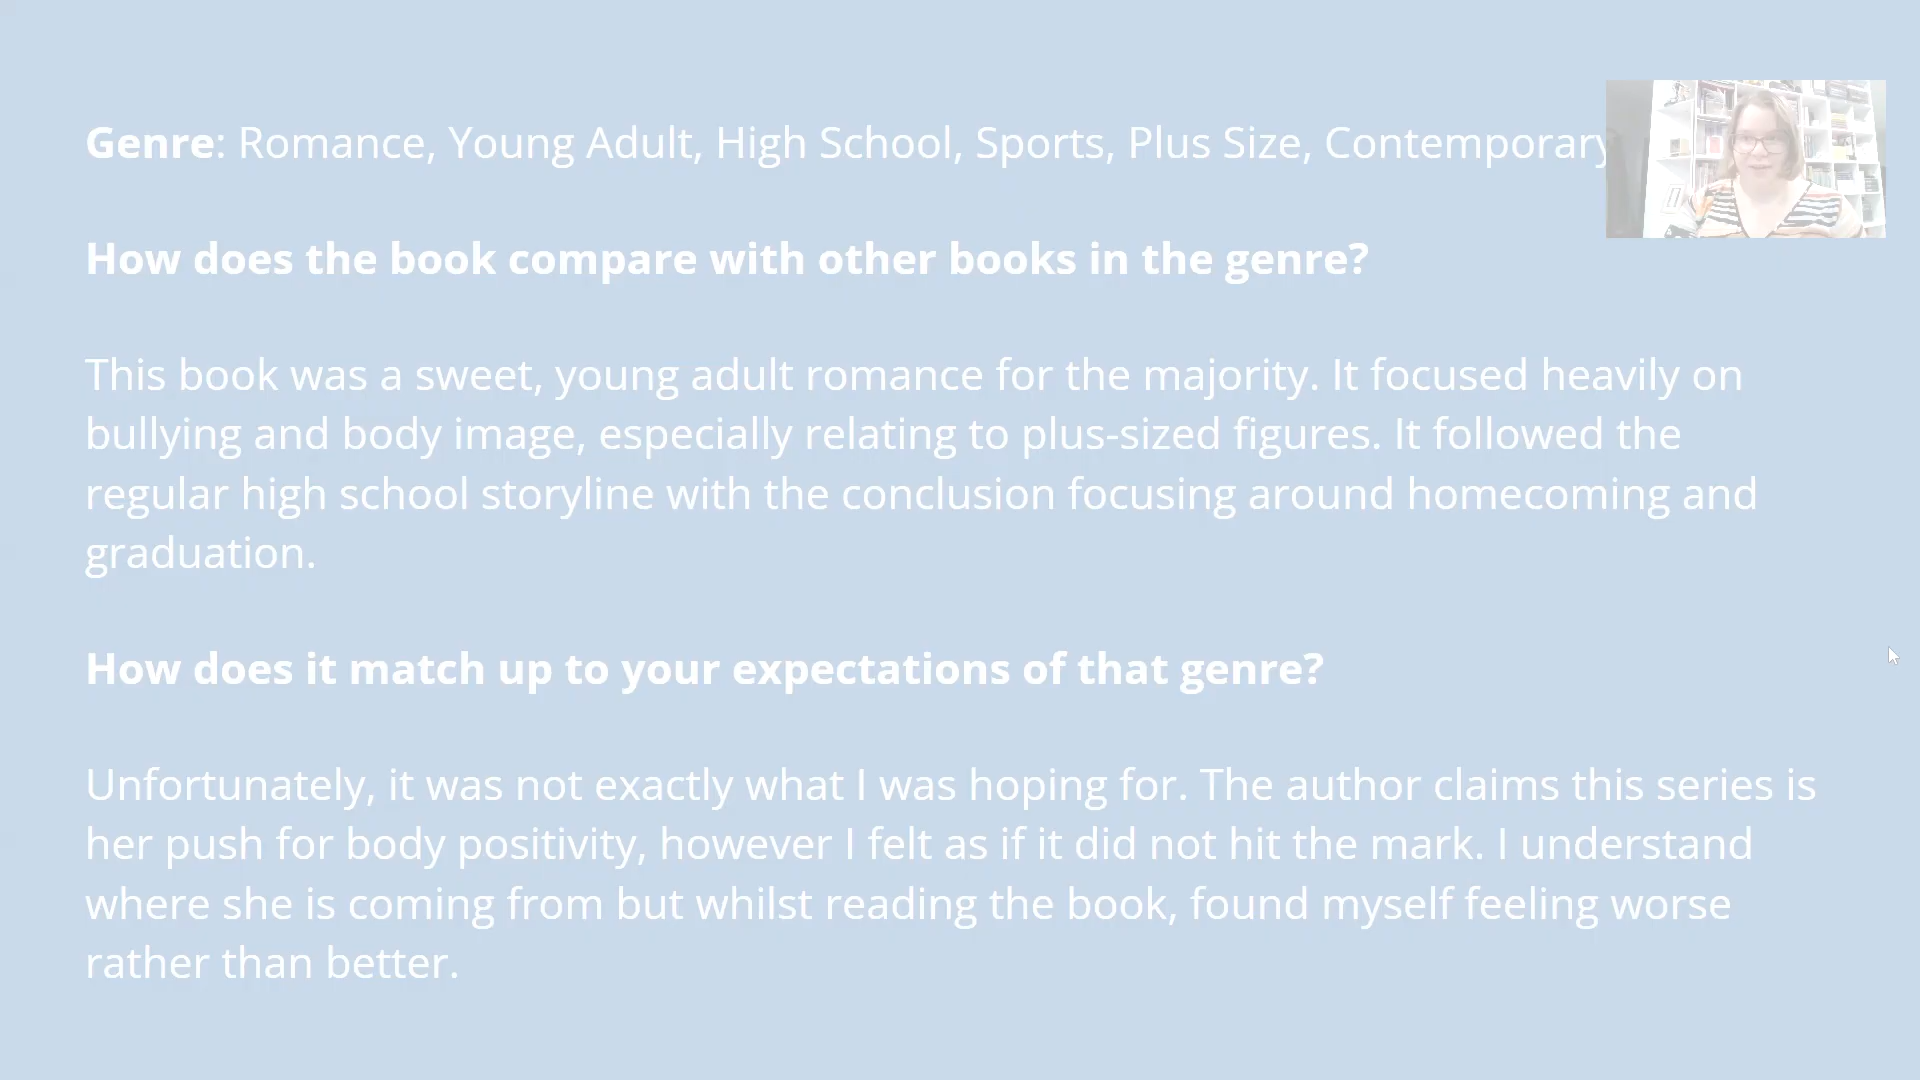 Genre: Romance, Young Adult, High School, Sports, Plus Size, Contemporary
How does the book compare with other books in the genre?
This book was a sweet, young adult romance for the majority. It focused heavily on
bullying and body image, especially relating to plus-sized figures. It followed the
regular high school storyline with the conclusion focusing around homecoming and
graduation.
How does it match up to your expectations of that genre?
Unfortunately, it was not exactly what I was hoping for. The author claims this series is
her push for body positivity, however I felt as if it did not hit the mark. I understand
where she is coming from but whilst reading the book, found myself feeling worse
rather than better.